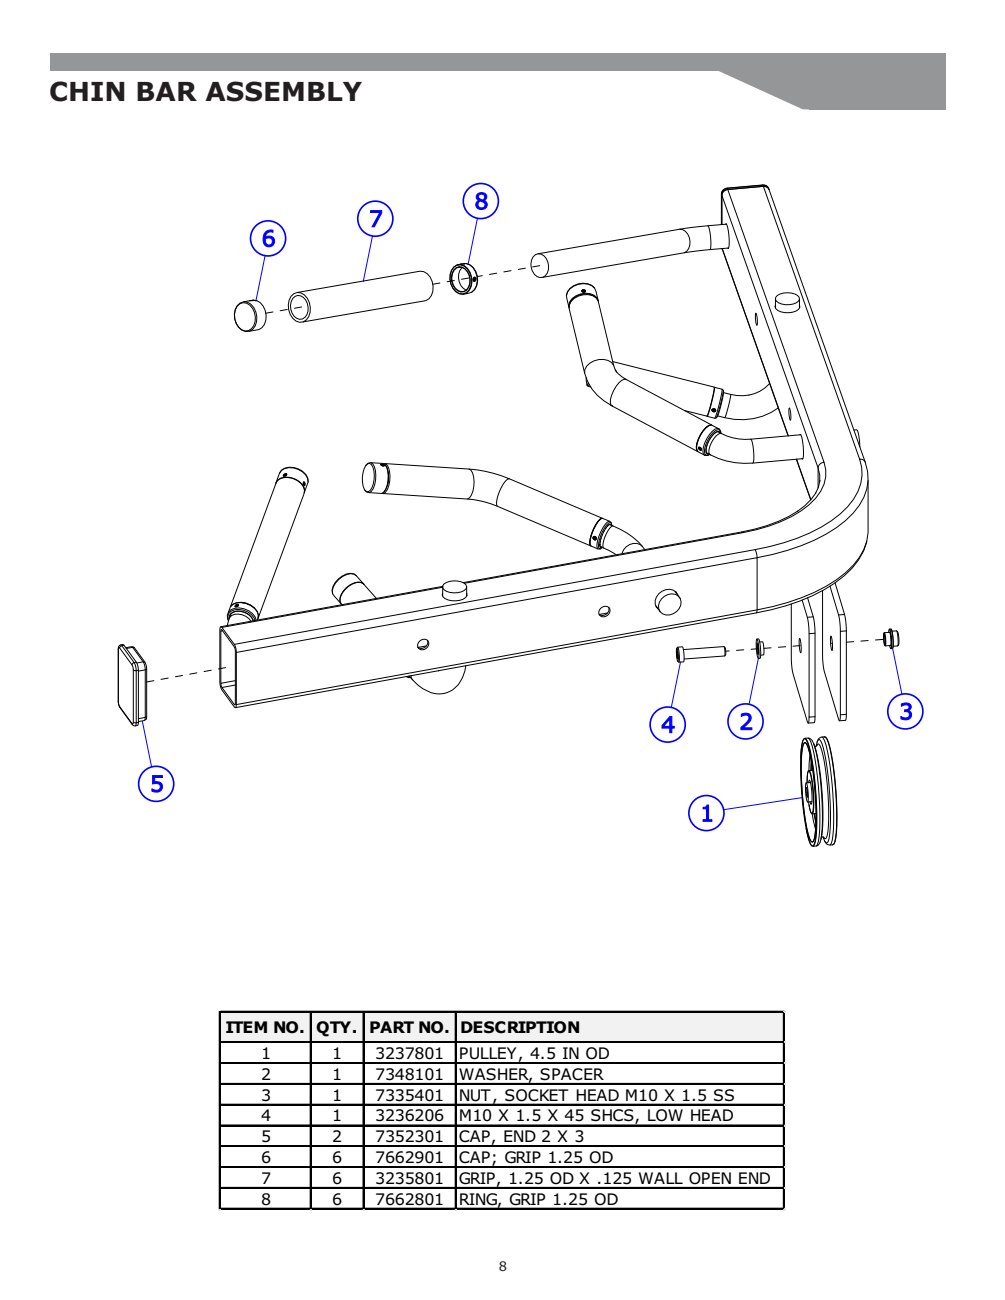 CHIN BAR ASSEMBLY
8
7
6
3
2
4
5
1
ITEM NO. QTY. PART NO. DESCRIPTION
1 1 3237801 PULLEY, 4.5 IN OD
2 1 7348101 WASHER, SPACER
3 1 7335401 NUT, SOCKET HEAD M10 X 1.5 SS
4 1 3236206 M10 X 1.5 X 45 SHCS, LOW HEAD
5 2 7352301 CAP, END 2 X 3
6 6 7662901 CAP; GRIP 1.25 OD
7 6 3235801 GRIP, 1.25 OD X .125 WALL OPEN END
8 6 7662801 RING, GRIP 1.25 OD
8